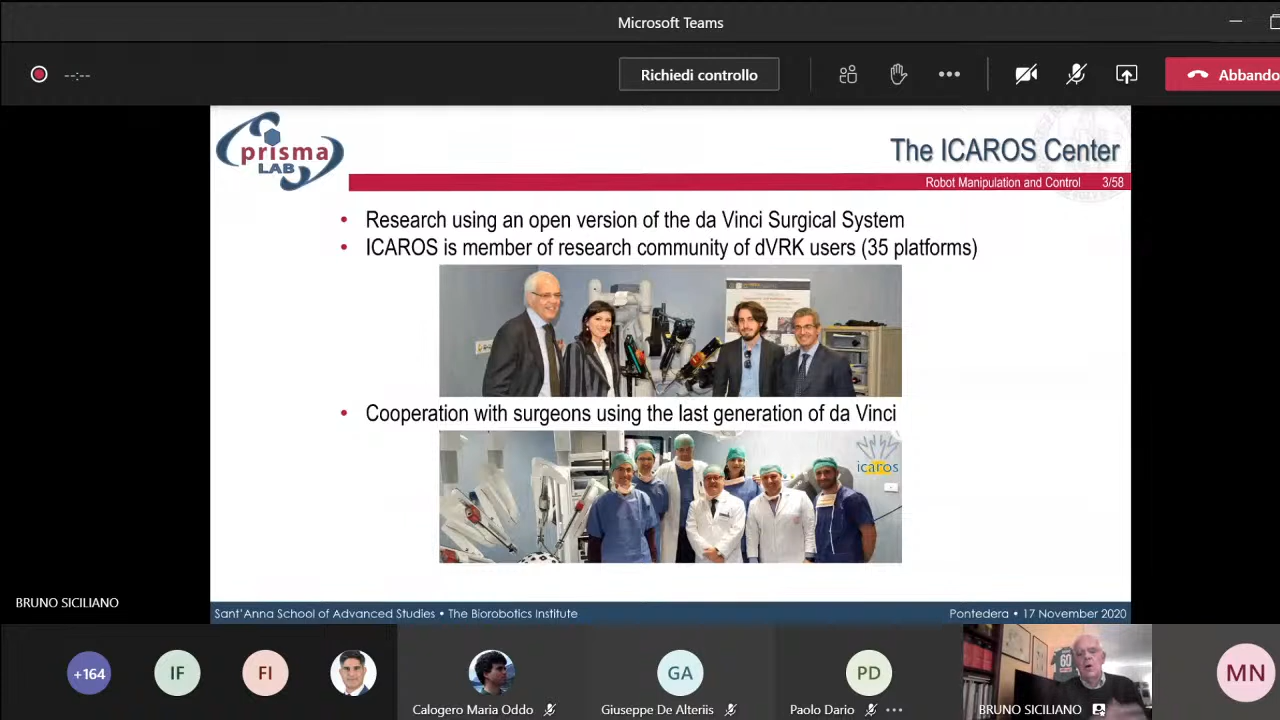 Microsoft Teams
--:--
Richiedi controllo
Abbando
prisma
LAB
The ICAROS Center
Robot Manipulation and Control 3/58
• Research using an open version of the da Vinci Surgical System
• ICAROS is member of research community of dVRK users (35 platforms)
• Cooperation with surgeons using the last generation of da Vinci
icaros
BRUNO SICILIANO
Sant'Anna School of Advanced Studies • The Biorobotics Institute
Pontedera • 17 November 2020
+164
IF
FI
GA
PD
60
MN
Calogero Maria Oddo
Giuseppe De Alteriis
Paolo Dario
BRUNO SICILIANO